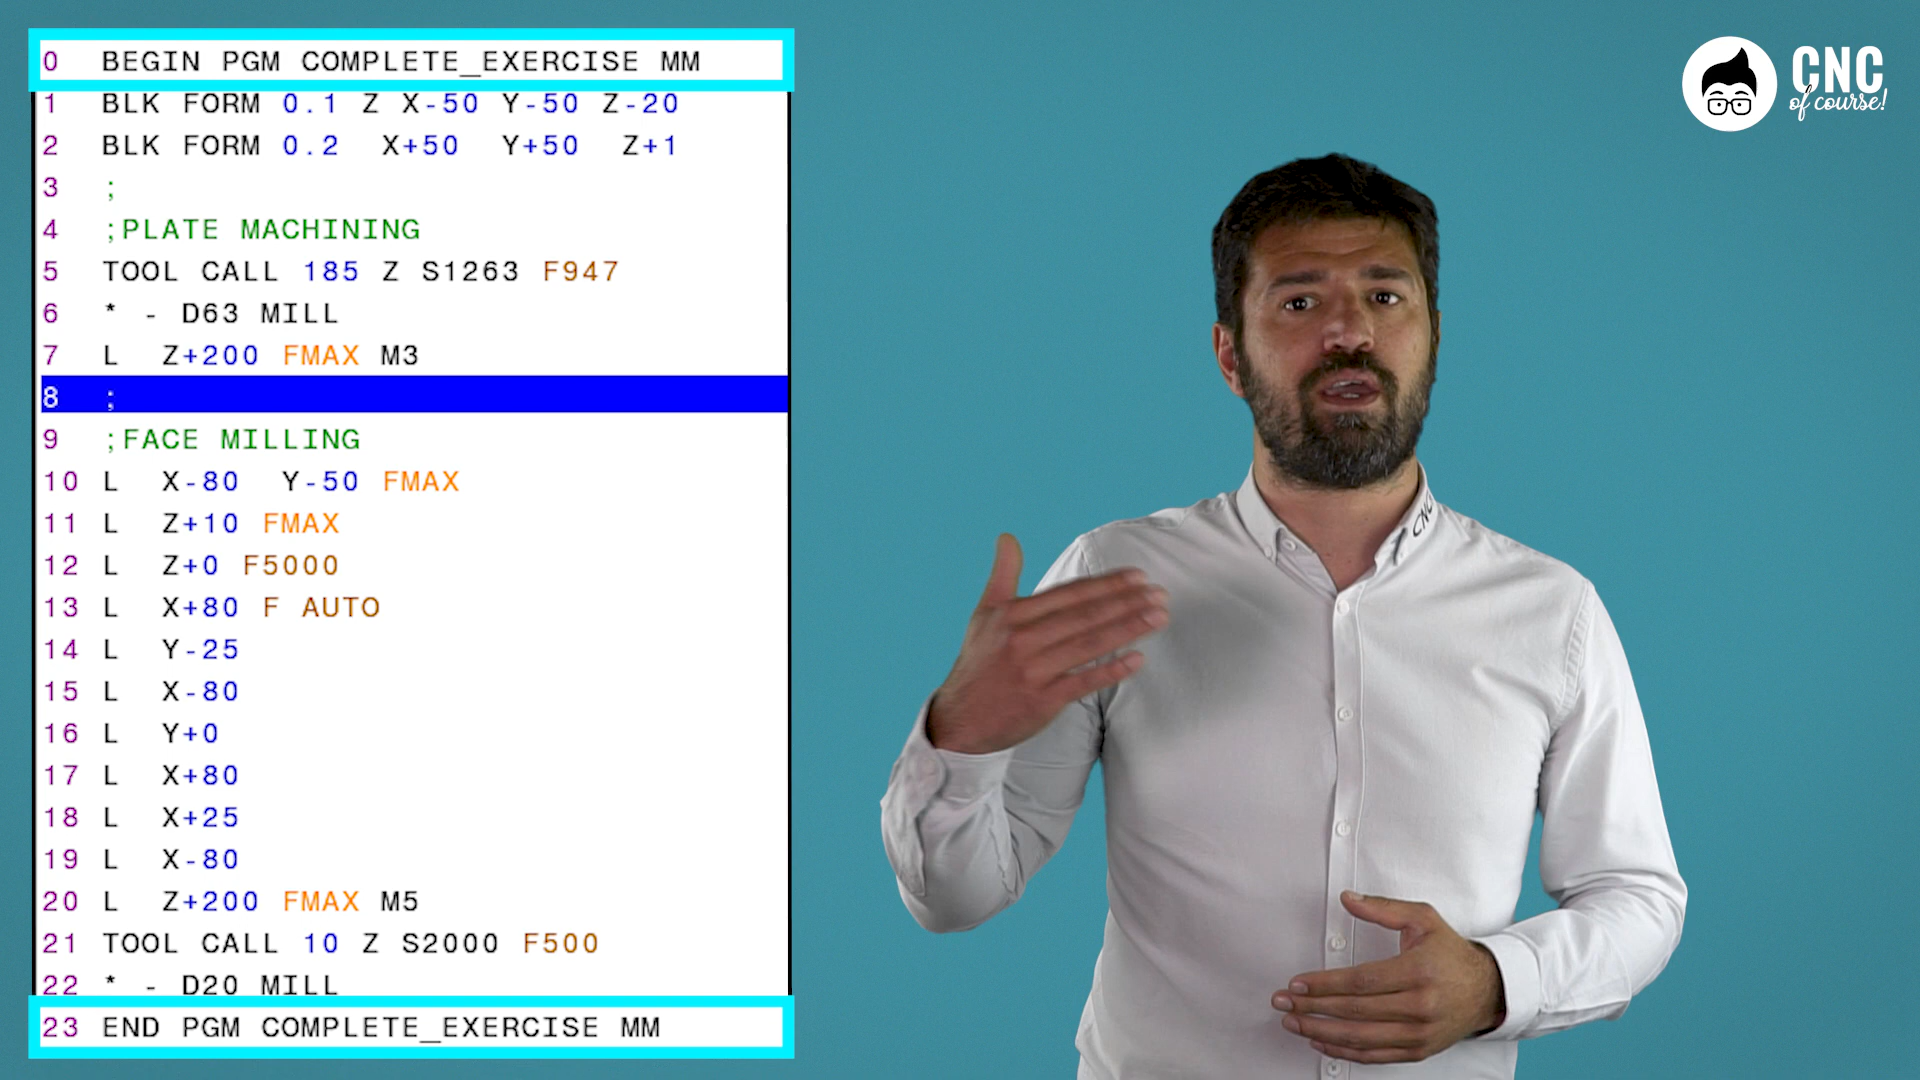 0 BEGIN PGM COMPLETE_EXERCISE MM
1 BLK FORM 0.1 Z X-50 Y-50 Z-20
2 BLK FORM 0.2 X+50 Y+50 Z+1
3 ;
4 ;PLATE MACHINING
5 TOOL CALL 185 Z S1263 F947
6 * - D63 MILL
7 L Z+200 FMAX M3
8 ;
9 ;FACE MILLING
10 L X-80 Y-50 FMAX
11 L Z+10 FMAX
12 L Z+0 F5000
13 L X+80 F AUTO
14 L Y-25
15 L X-80
16 L Y+0
17 L X+80
18 L X+25
19 L X-80
20 L Z+200 FMAX M5
21 TOOL CALL 10 Z S2000 F500
22 * - D20 MILL
23 END PGM COMPLETE_EXERCISE MM
CNC
of course!
CNC